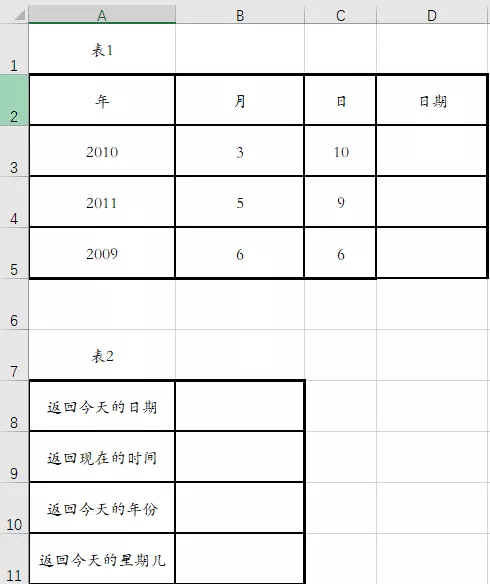 A B C D
1 表1
2 年 月 日 日期
3 2010 3 10
4 2011 5 9
5 2009 6 6
6
7 表2
8 返回今天的日期
9 返回现在的时间
10 返回今天的年份
11 返回今天的星期几